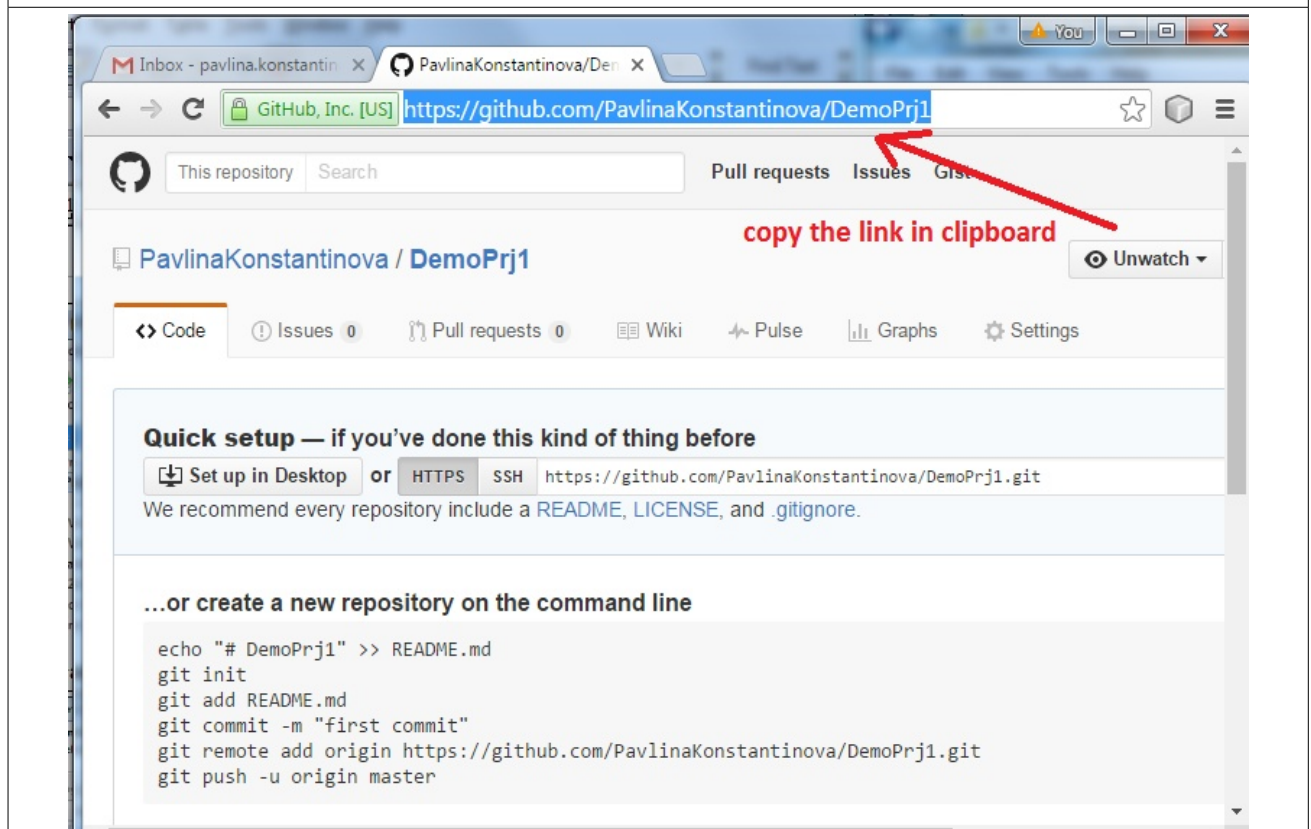 You
Inbox - pavlina.konstantin
PavlinaKonstantinova/Den
GitHub, Inc. [US] https://github.com/PavlinaKonstantinova/DemoPrj1
This repository Search Pull requests Issues Gist
copy the link in clipboard
PavlinaKonstantinova / DemoPrj1
Unwatch
Code Issues 0 Pull requests 0 Wiki Pulse Graphs Settings
Quick setup — if you've done this kind of thing before
Set up in Desktop or HTTPS SSH https://github.com/PavlinaKonstantinova/DemoPrj1.git
We recommend every repository include a README, LICENSE, and .gitignore.
…or create a new repository on the command line
echo "# DemoPrj1" >> README.md
git init
git add README.md
git commit -m "first commit"
git remote add origin https://github.com/PavlinaKonstantinova/DemoPrj1.git
git push -u origin master